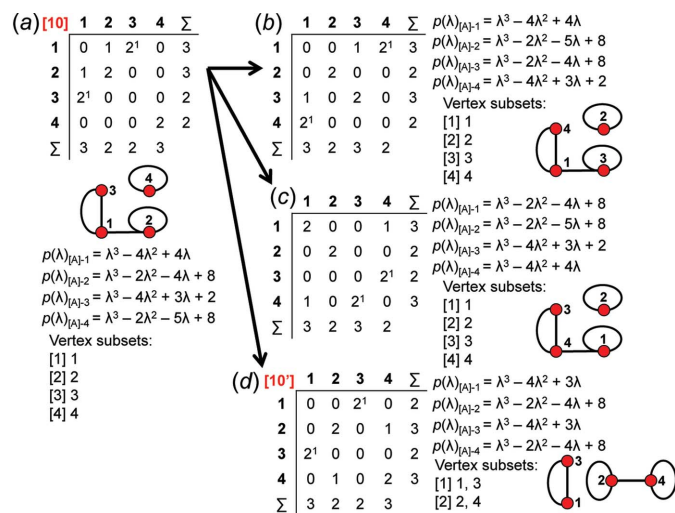 (a) [10] 1 2 3 4 ∑
1 0 1 2¹ 0 3
2 1 2 0 0 3
3 2¹ 0 0 0 2
4 0 0 0 2 2
∑ 3 2 2 3
3 4
1 2
p(λ)[A]-1 = λ³ − 4λ² + 4λ
p(λ)[A]-2 = λ³ − 2λ² − 4λ + 8
p(λ)[A]-3 = λ³ − 4λ² + 3λ + 2
p(λ)[A]-4 = λ³ − 2λ² − 5λ + 8
Vertex subsets:
[1] 1
[2] 2
[3] 3
[4] 4
(b) 1 2 3 4 ∑
1 0 0 1 2¹ 3
2 0 2 0 0 2
3 1 0 2 0 3
4 2¹ 0 0 0 2
∑ 3 2 3 2
p(λ)[A]-1 = λ³ − 4λ² + 4λ
p(λ)[A]-2 = λ³ − 2λ² − 5λ + 8
p(λ)[A]-3 = λ³ − 2λ² − 4λ + 8
p(λ)[A]-4 = λ³ − 4λ² + 3λ + 2
Vertex subsets:
[1] 1
[2] 2
[3] 3
[4] 4
4 2
1 3
(c) 1 2 3 4 ∑
1 2 0 0 1 3
2 0 2 0 0 2
3 0 0 0 2¹ 2
4 1 0 2¹ 0 3
∑ 3 2 3 2
p(λ)[A]-1 = λ³ − 2λ² − 4λ + 8
p(λ)[A]-2 = λ³ − 2λ² − 5λ + 8
p(λ)[A]-3 = λ³ − 4λ² + 3λ + 2
p(λ)[A]-4 = λ³ − 4λ² + 4λ
Vertex subsets:
[1] 1
[2] 2
[3] 3
[4] 4
3 2
4 1
(d) [10'] 1 2 3 4 ∑
1 0 0 2¹ 0 2
2 0 2 0 1 3
3 2¹ 0 0 0 2
4 0 1 0 2 3
∑ 3 2 2 3
p(λ)[A]-1 = λ³ − 4λ² + 3λ
p(λ)[A]-2 = λ³ − 2λ² − 4λ + 8
p(λ)[A]-3 = λ³ − 4λ² + 3λ
p(λ)[A]-4 = λ³ − 2λ² − 4λ + 8
Vertex subsets:
[1] 1, 3
[2] 2, 4
3
2 4
1